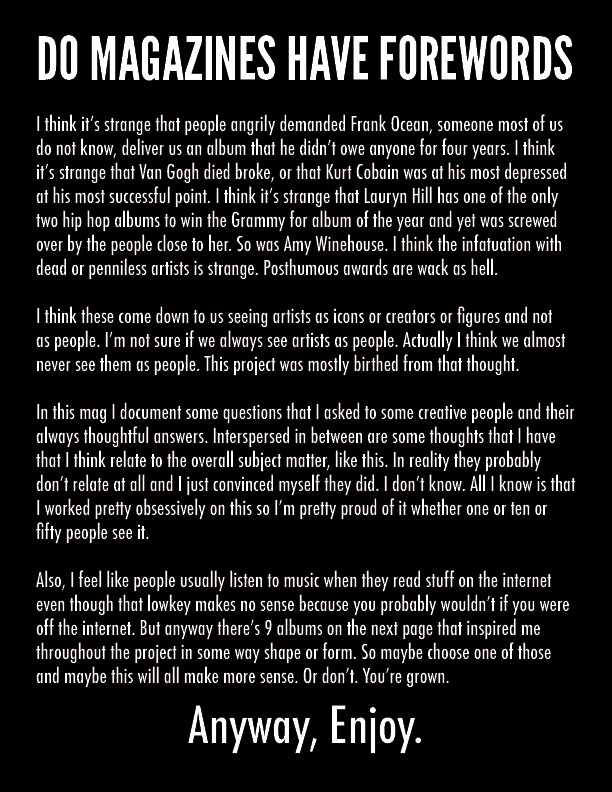 DO MAGAZINES HAVE FOREWORDS
I think it's strange that people angrily demanded Frank Ocean, someone most of us
do not know, deliver us an album that he didn't owe anyone for four years. I think
it's strange that Van Gogh died broke, or that Kurt Cobain was at his most depressed
at his most successful point. I think it's strange that Lauryn Hill has one of the only
two hip hop albums to win the Grammy for album of the year and yet was screwed
over by the people close to her. So was Amy Winehouse. I think the infatuation with
dead or penniless artists is strange. Posthumous awards are wack as hell.
I think these come down to us seeing artists as icons or creators or figures and not
as people. I'm not sure if we always see artists as people. Actually I think we almost
never see them as people. This project was mostly birthed from that thought.
In this mag I document some questions that I asked to some creative people and their
always thoughtful answers. Interspersed in between are some thoughts that I have
that I think relate to the overall subject matter, like this. In reality they probably
don't relate at all and I just convinced myself they did. I don't know. All I know is that
I worked pretty obsessively on this so I'm pretty proud of it whether one or ten or
fifty people see it.
Also, I feel like people usually listen to music when they read stuff on the internet
even though that lowkey makes no sense because you probably wouldn't if you were
off the internet. But anyway there's 9 albums on the next page that inspired me
throughout the project in some way shape or form. So maybe choose one of those
and maybe this will all make more sense. Or don't. You're grown.
Anyway, Enjoy.